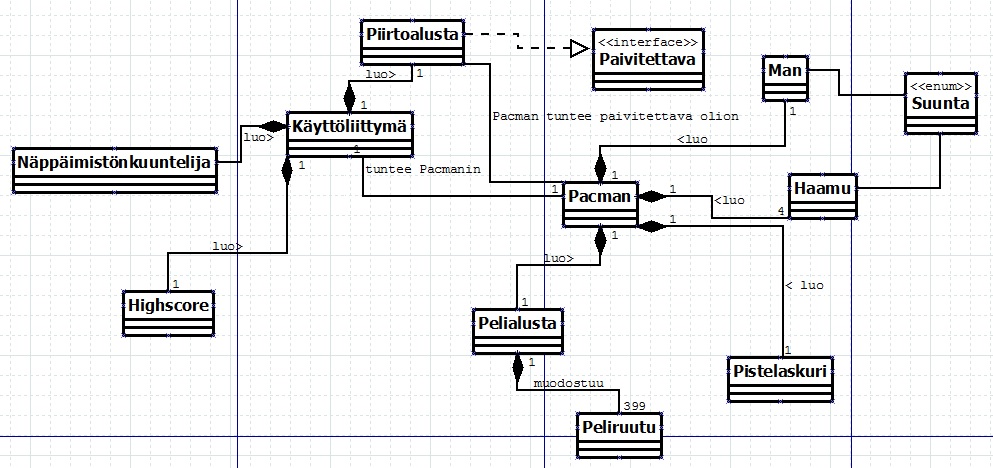 Piirtoalusta
<<interface>>
Paivitettava
Man
<<enum>>
Suunta
luo>
1
1
Käyttöliittymä
1
1
luo>
Näppäimistönkuuntelija
Pacman tuntee paivitettava olion
1
<luo
tuntee Pacmanin
1
1
Pacman
1
<luo
4
Haamu
1
1
luo>
luo>
< luo
1
Highscore
1
Pelialusta
1
1
Pistelaskuri
muodostuu
399
Peliruutu